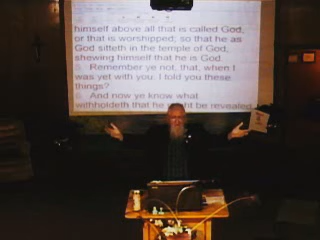 himself above all that is called God,
or that is worshipped; so that he as
God sitteth in the temple of God,
shewing himself that he is God.
5 Remember ye not, that, when I
was yet with you, I told you these
things?
6 And now ye know what
withholdeth that he might be revealed